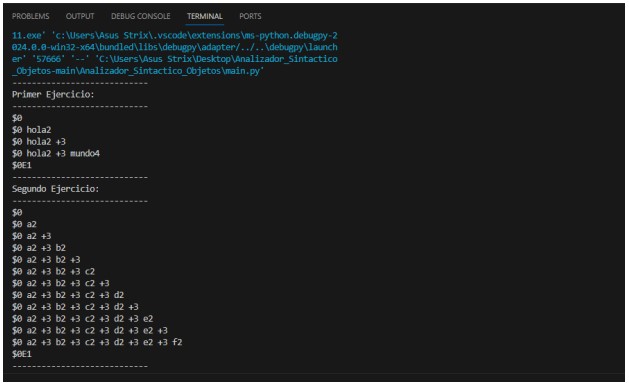 PROBLEMS OUTPUT DEBUG CONSOLE TERMINAL PORTS
11.exe' 'c:\Users\Asus Strix\.vscode\extensions\ms-python.debugpy-2
024.0.0-win32-x64\bundled\libs\debugpy\adapter/../..\debugpy\launch
er' '57666' '--' 'C:\Users\Asus Strix\Desktop\Analizador_Sintactico
_Objetos-main\Analizador_Sintactico_Objetos\main.py'
---------------------------
Primer Ejercicio:
---------------------------
$0
$0 hola2
$0 hola2 +3
$0 hola2 +3 mundo4
$0E1
---------------------------
Segundo Ejercicio:
---------------------------
$0
$0 a2
$0 a2 +3
$0 a2 +3 b2
$0 a2 +3 b2 +3
$0 a2 +3 b2 +3 c2
$0 a2 +3 b2 +3 c2 +3
$0 a2 +3 b2 +3 c2 +3 d2
$0 a2 +3 b2 +3 c2 +3 d2 +3
$0 a2 +3 b2 +3 c2 +3 d2 +3 e2
$0 a2 +3 b2 +3 c2 +3 d2 +3 e2 +3
$0 a2 +3 b2 +3 c2 +3 d2 +3 e2 +3 f2
$0E1
---------------------------